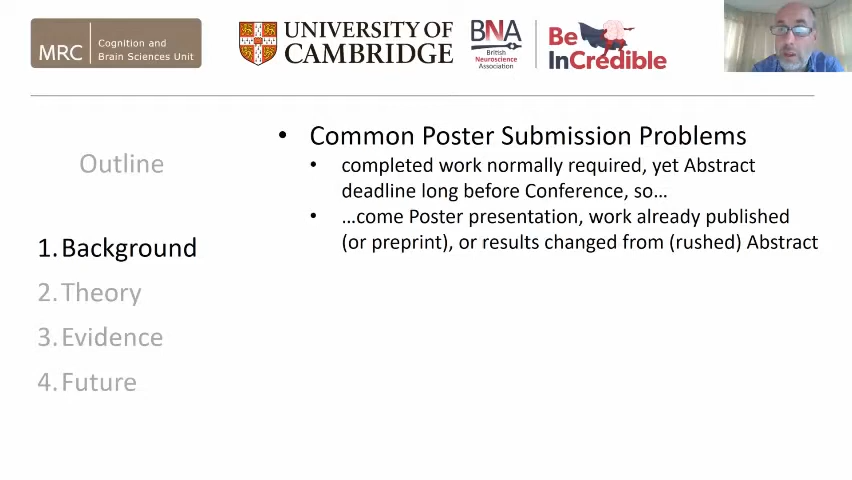 MRC
Cognition and
Brain Sciences Unit
UNIVERSITY OF
CAMBRIDGE
BNA
British
Neuroscience
Association
Be
InCredible
Outline
1. Background
2. Theory
3. Evidence
4. Future
• Common Poster Submission Problems
• completed work normally required, yet Abstract
deadline long before Conference, so…
• …come Poster presentation, work already published
(or preprint), or results changed from (rushed) Abstract